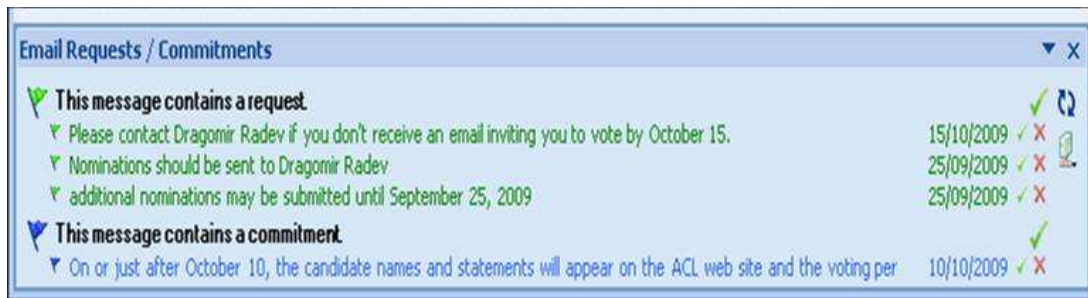 Email Requests / Commitments
This message contains a request.
Please contact Dragomir Radev if you don't receive an email inviting you to vote by October 15. 15/10/2009
Nominations should be sent to Dragomir Radev 25/09/2009
additional nominations may be submitted until September 25, 2009 25/09/2009
This message contains a commitment.
On or just after October 10, the candidate names and statements will appear on the ACL web site and the voting per 10/10/2009